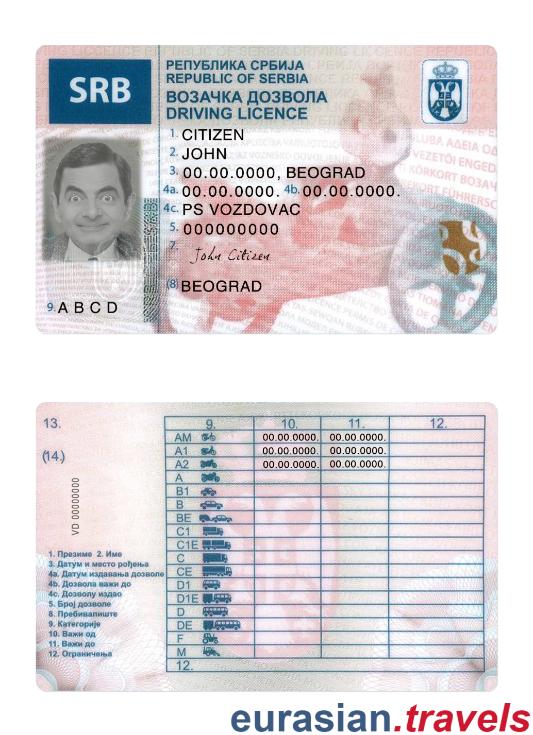 РЕПУБЛИКА СРБИЈА
REPUBLIC OF SERBIA
SRB
ВОЗАЧКА ДОЗВОЛА
DRIVING LICENCE
1. CITIZEN
2. JOHN
3. 00.00.0000, BEOGRAD
4a. 00.00.0000. 4b. 00.00.0000.
4c. PS VOZDOVAC
5. 000000000
7. John Citizen
(8) BEOGRAD
9. A B C D
13.
(14)
VD 00000000
9. 10. 11. 12.
AM 00.00.0000. 00.00.0000.
A1 00.00.0000. 00.00.0000.
A2 00.00.0000. 00.00.0000.
A
B1
B
BE
C1
C1E
C
CE
D1
D1E
D
DE
F
M
12.
1. Презиме 2. Име
3. Датум и место рођења
4a. Датум издавања дозволе
4b. Дозвола важи до
4c. Дозволу издао
5. Број дозволе
8. Пребивалиште
9. Категорије
10. Важи од
11. Важи до
12. Ограничења
eurasian.travels